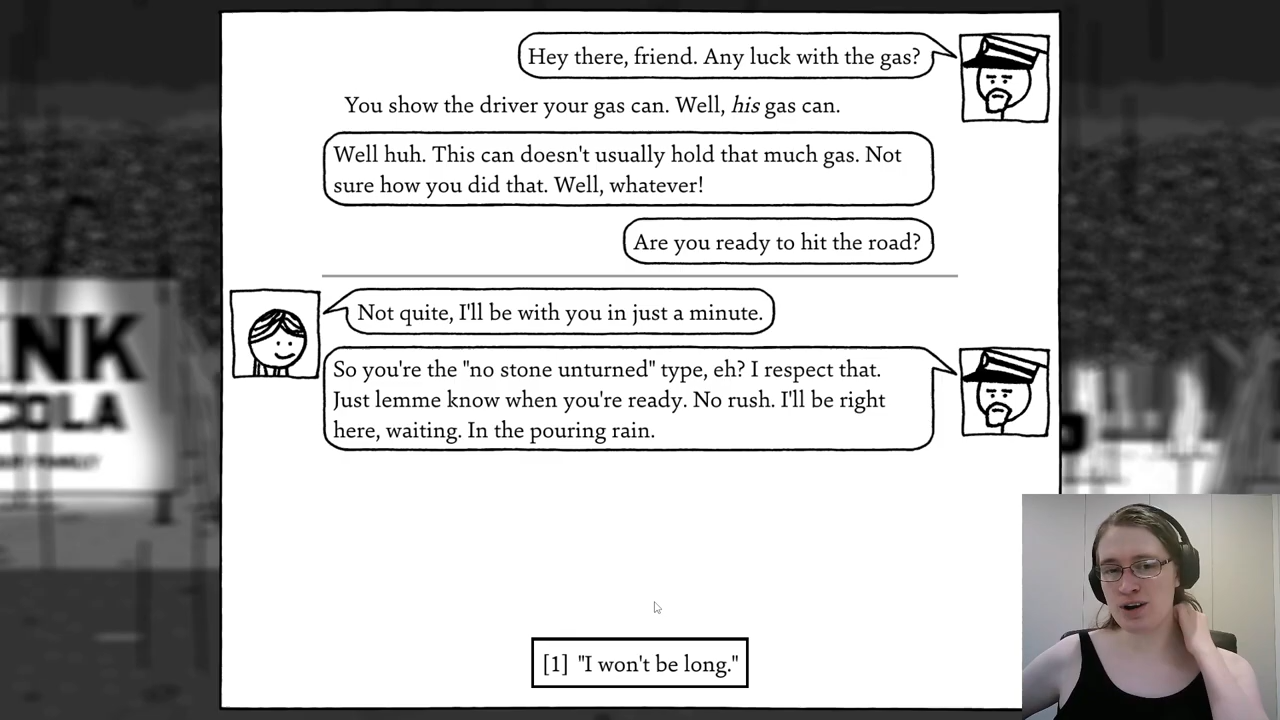 Hey there, friend. Any luck with the gas?
You show the driver your gas can. Well, his gas can.
Well huh. This can doesn't usually hold that much gas. Not
sure how you did that. Well, whatever!
Are you ready to hit the road?
Not quite, I'll be with you in just a minute.
So you're the "no stone unturned" type, eh? I respect that.
Just lemme know when you're ready. No rush. I'll be right
here, waiting. In the pouring rain.
NK
COLA
[1] "I won't be long."